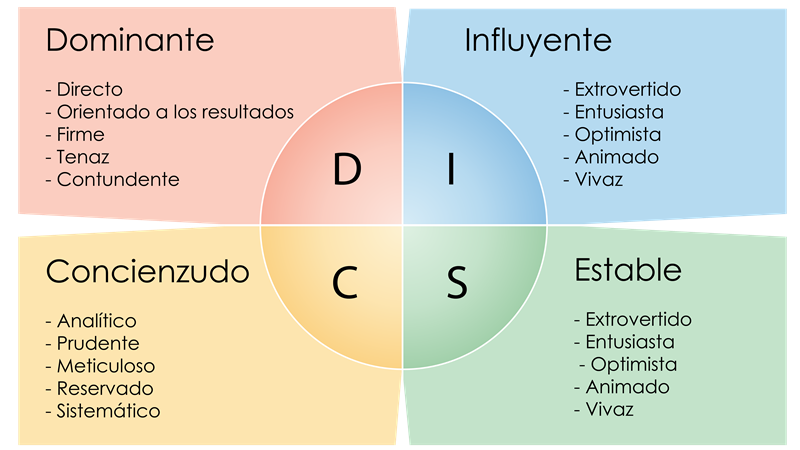 Dominante
- Directo
- Orientado a los resultados
- Firme
- Tenaz
- Contundente
Influyente
- Extrovertido
- Entusiasta
- Optimista
- Animado
- Vivaz
D
I
C
S
Concienzudo
- Analítico
- Prudente
- Meticuloso
- Reservado
- Sistemático
Estable
- Extrovertido
- Entusiasta
- Optimista
- Animado
- Vivaz